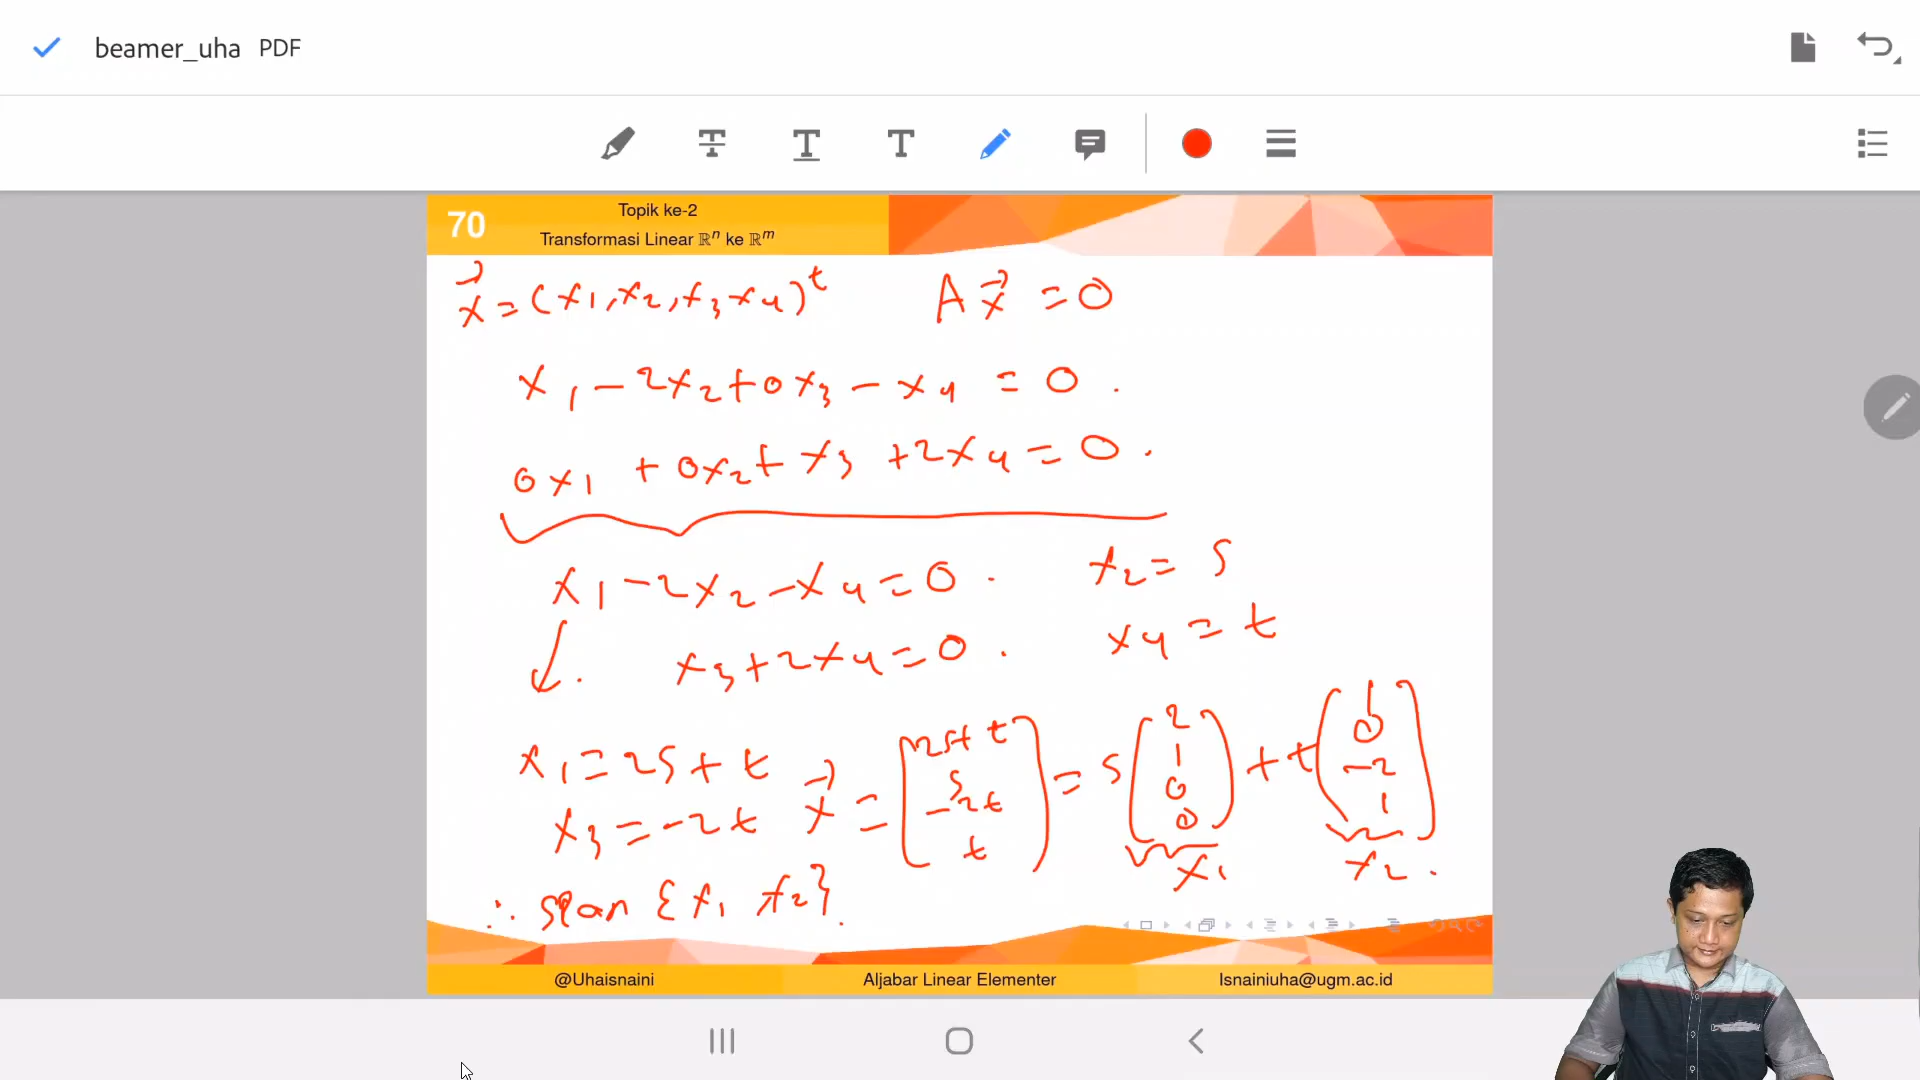 beamer_uha PDF
70
Topik ke-2
Transformasi Linear ℝⁿ ke ℝᵐ
x⃗ = (x₁, x₂, x₃ x₄)ᵗ   A x⃗ = 0
x₁ - 2x₂ + 0x₃ - x₄ = 0 .
0x₁ + 0x₂ + x₃ + 2x₄ = 0 .
x₁ - 2x₂ - x₄ = 0 .   x₂ = s
x₃ + 2x₄ = 0 .   x₄ = t
x₁ = 2s + t
x₃ = -2t   x⃗ = [2s+t, s, -2t, t] = s (2, 1, 0, 0) + t (1, 0, -2, 1)
x₁   x₂ .
∴ span {x₁, x₂} .
@Uhaisnaini   Aljabar Linear Elementer   Isnainiuha@ugm.ac.id